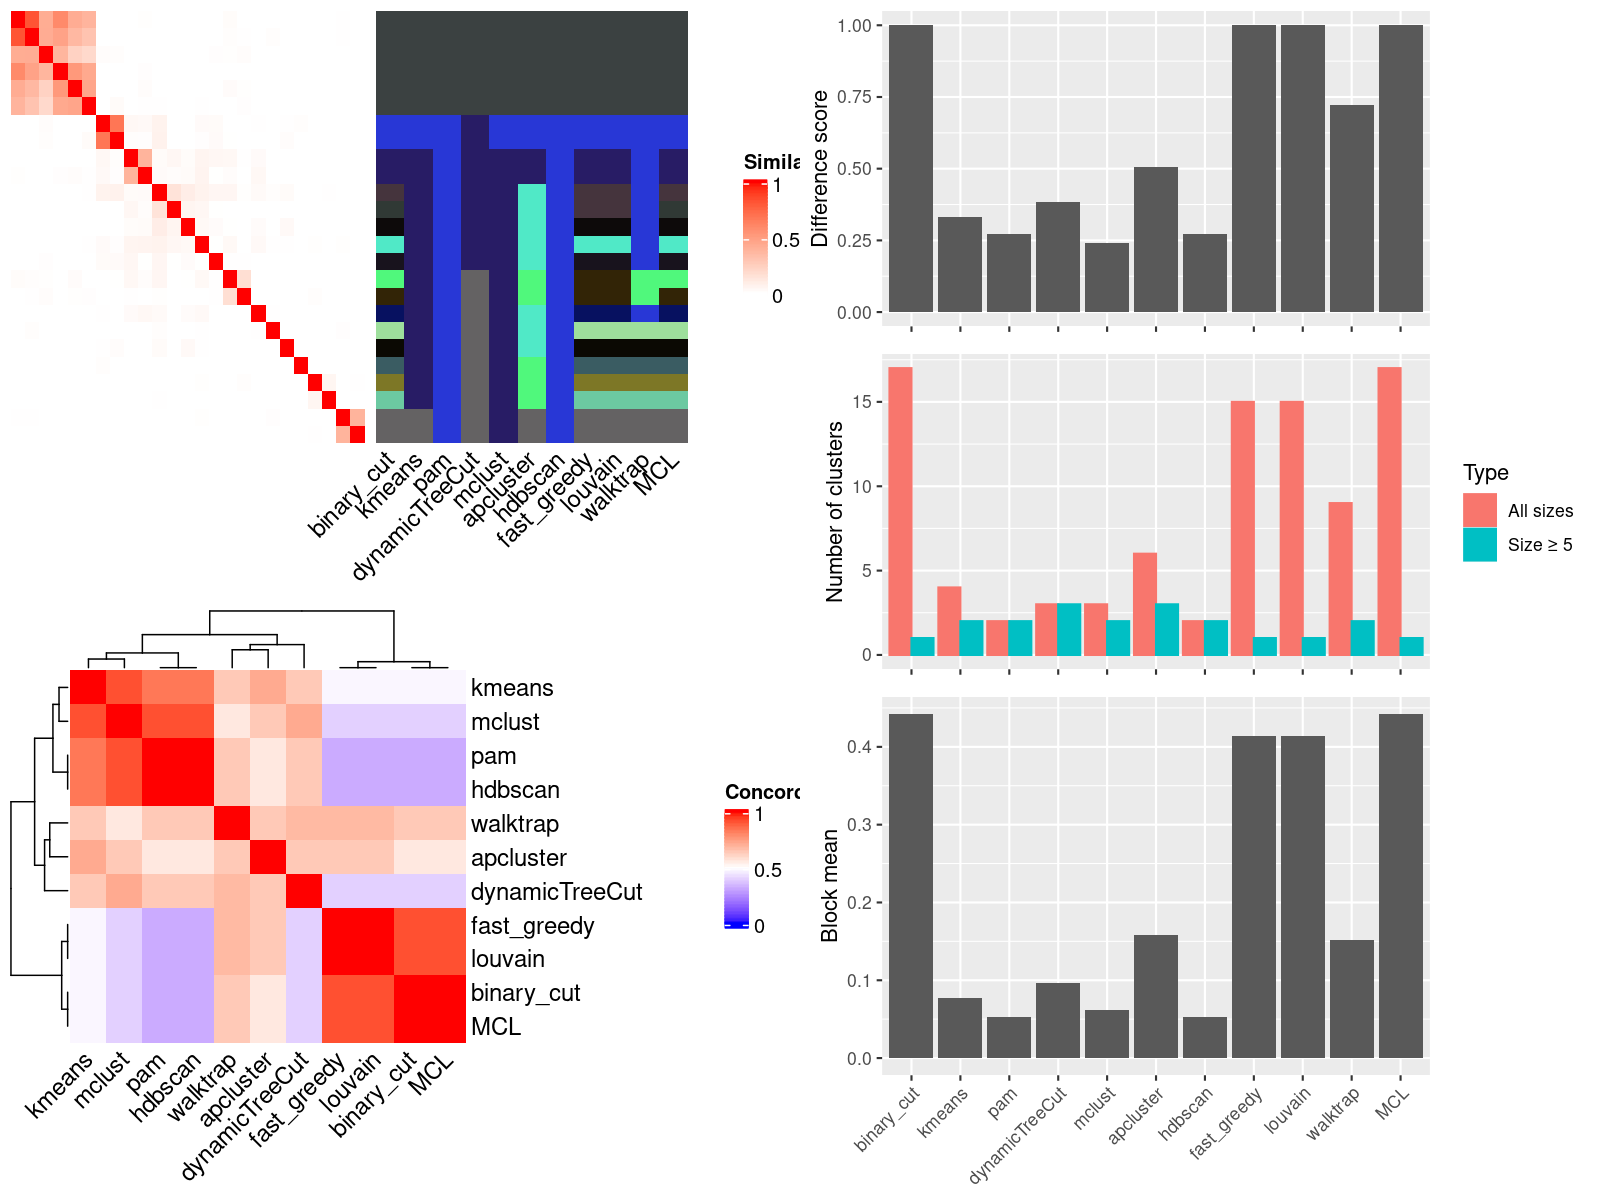 Simila
1
0.5
0
binary_cut
kmeans
pam
dynamicTreeCut
mclust
apcluster
hdbscan
fast_greedy
louvain
walktrap
MCL
Difference score
1.00
0.75
0.50
0.25
0.00
Number of clusters
15
10
5
0
Type
All sizes
Size ≥ 5
kmeans
mclust
pam
hdbscan
walktrap
apcluster
dynamicTreeCut
fast_greedy
louvain
binary_cut
MCL
Concord
1
0.5
0
kmeans
mclust
pam
hdbscan
walktrap
apcluster
dynamicTreeCut
fast_greedy
louvain
binary_cut
MCL
Block mean
0.4
0.3
0.2
0.1
0.0
binary_cut
kmeans
pam
dynamicTreeCut
mclust
apcluster
hdbscan
fast_greedy
louvain
walktrap
MCL